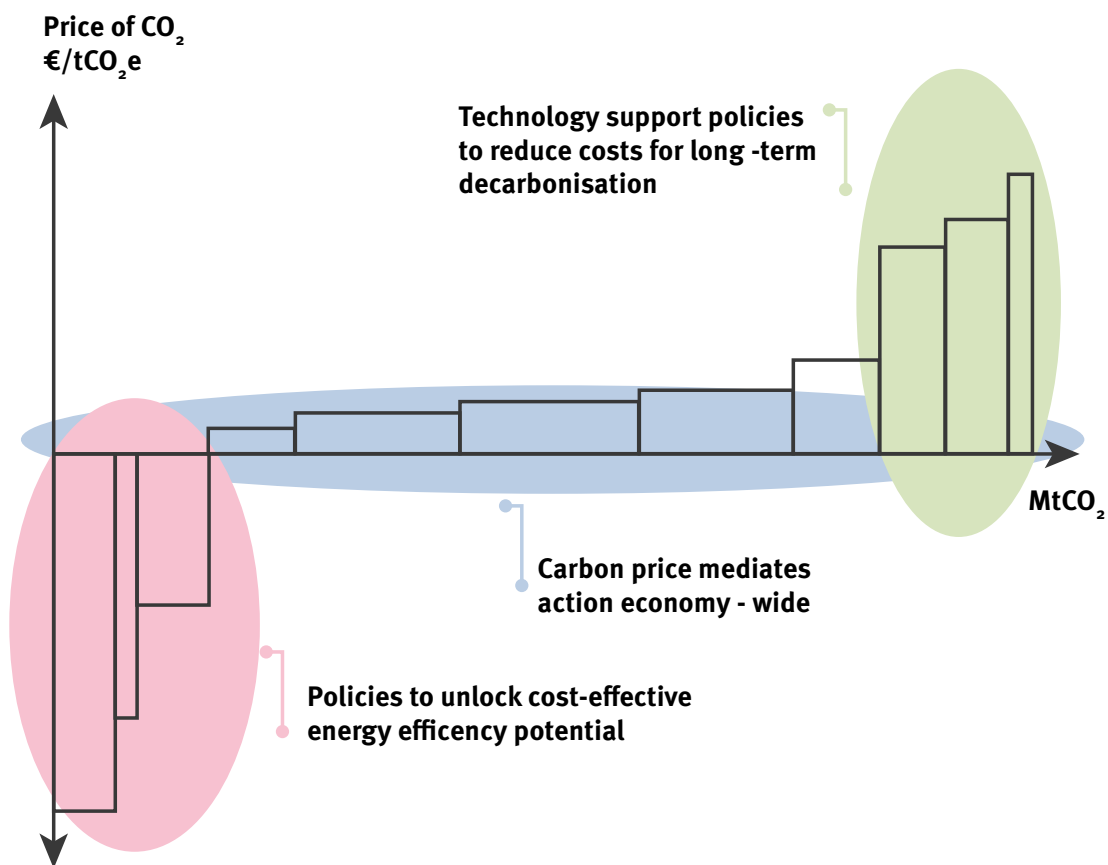 Price of CO₂
€/tCO₂e
Technology support policies
to reduce costs for long -term
decarbonisation
MtCO₂
Carbon price mediates
action economy - wide
Policies to unlock cost-effective
energy efficency potential